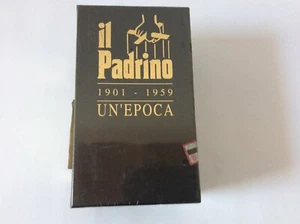 il
Padrino
1901 - 1959
UN'EPOCA